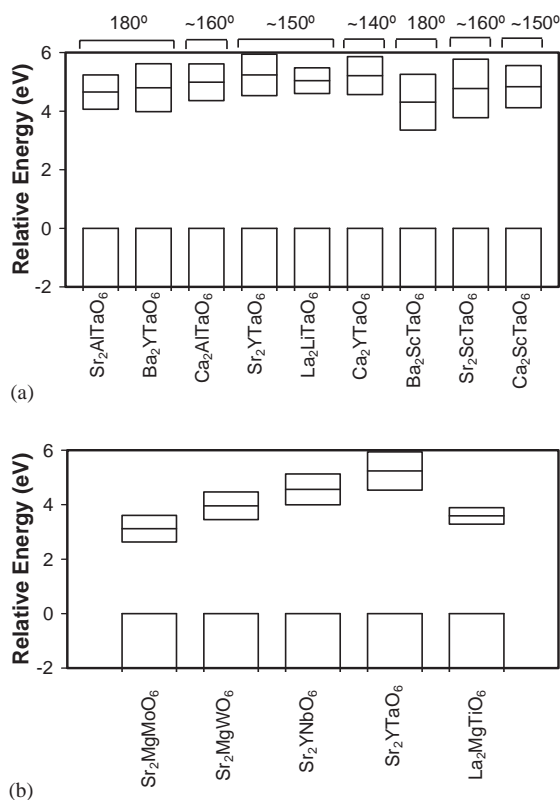 180º ~160º ~150º ~140º 180º ~160º ~150º
Relative Energy (eV)
6
4
2
0
-2
Sr₂AlTaO₆
Ba₂YTaO₆
Ca₂AlTaO₆
Sr₂YTaO₆
La₂LiTaO₆
Ca₂YTaO₆
Ba₂ScTaO₆
Sr₂ScTaO₆
Ca₂ScTaO₆
(a)
Relative Energy (eV)
6
4
2
0
-2
Sr₂MgMoO₆
Sr₂MgWO₆
Sr₂YNbO₆
Sr₂YTaO₆
La₂MgTiO₆
(b)